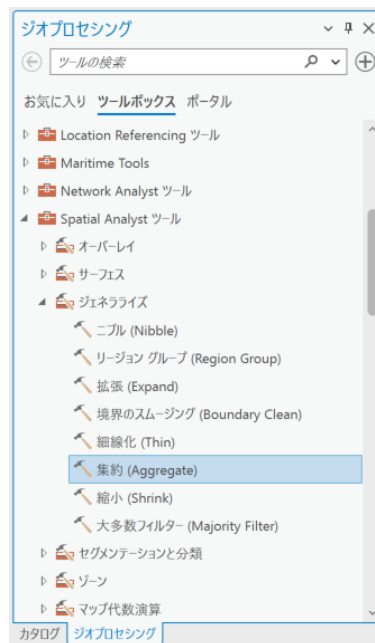 ジオプロセシング
ツールの検索
お気に入り ツールボックス ポータル
Location Referencing ツール
Maritime Tools
Network Analyst ツール
Spatial Analyst ツール
オーバーレイ
サーフェス
ジェネラライズ
ニブル (Nibble)
リージョン グループ (Region Group)
拡張 (Expand)
境界のスムージング (Boundary Clean)
細線化 (Thin)
集約 (Aggregate)
縮小 (Shrink)
大多数フィルター (Majority Filter)
セグメンテーションと分類
ゾーン
マップ代数演算
カタログ ジオプロセシング